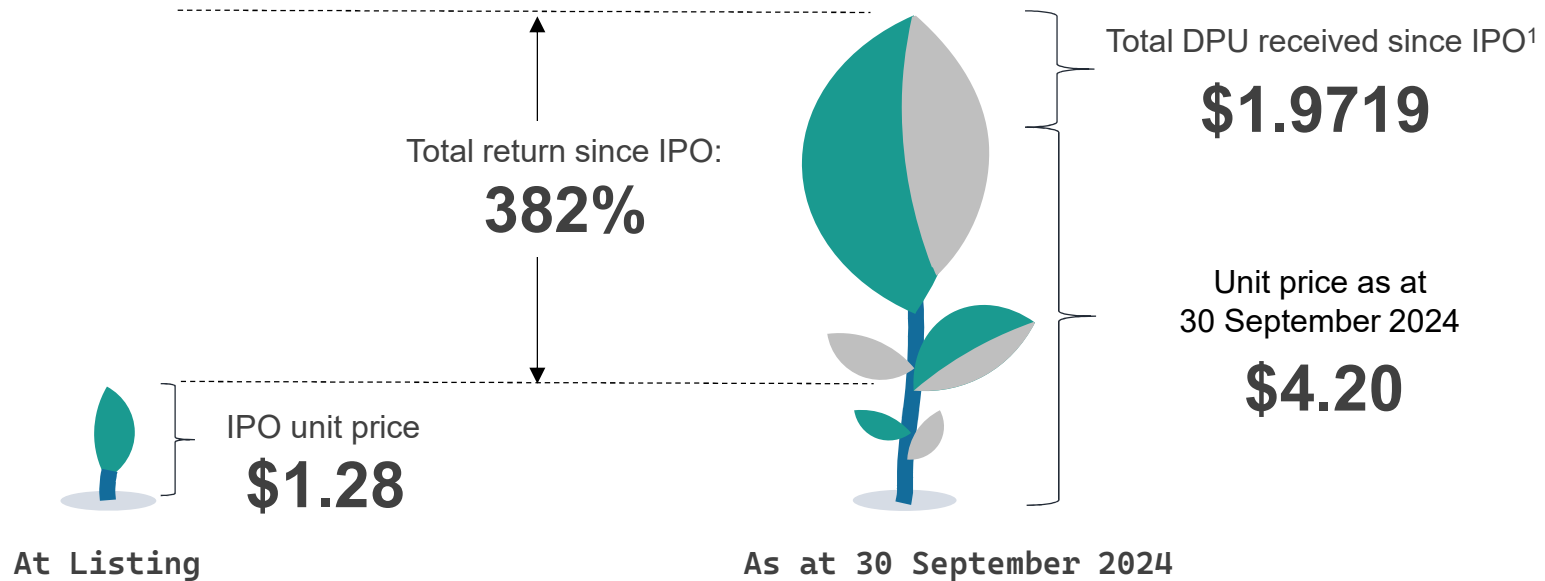 Total DPU received since IPO¹
$1.9719
Total return since IPO:
382%
Unit price as at
30 September 2024
$4.20
IPO unit price
$1.28
At Listing
As at 30 September 2024